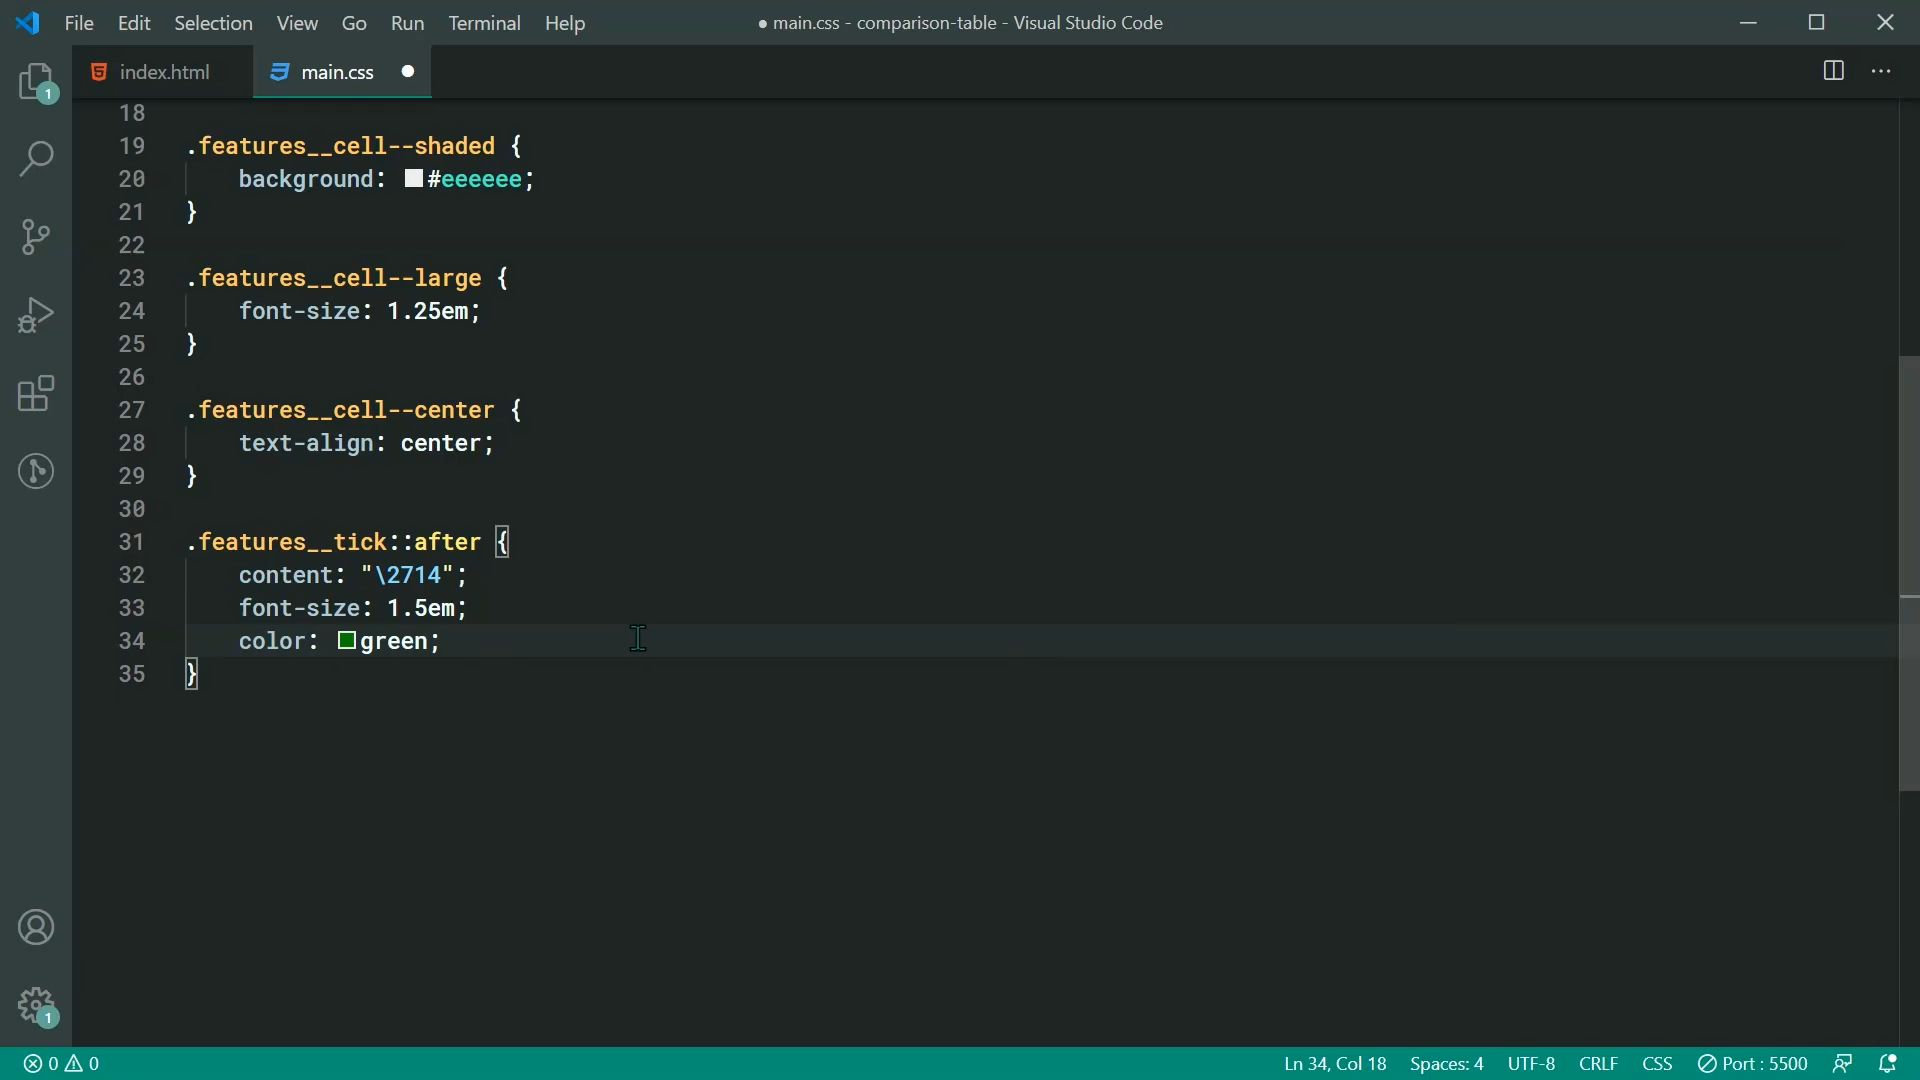 File Edit Selection View Go Run Terminal Help ● main.css - comparison-table - Visual Studio Code
1
index.html main.css
18
19 .features__cell--shaded {
20 background: #eeeeee;
21 }
22
23 .features__cell--large {
24 font-size: 1.25em;
25 }
26
27 .features__cell--center {
28 text-align: center;
29 }
30
31 .features__tick::after {
32 content: "\2714";
33 font-size: 1.5em;
34 color: green;
35 }
1
0 0 Ln 34, Col 18 Spaces: 4 UTF-8 CRLF CSS Port : 5500